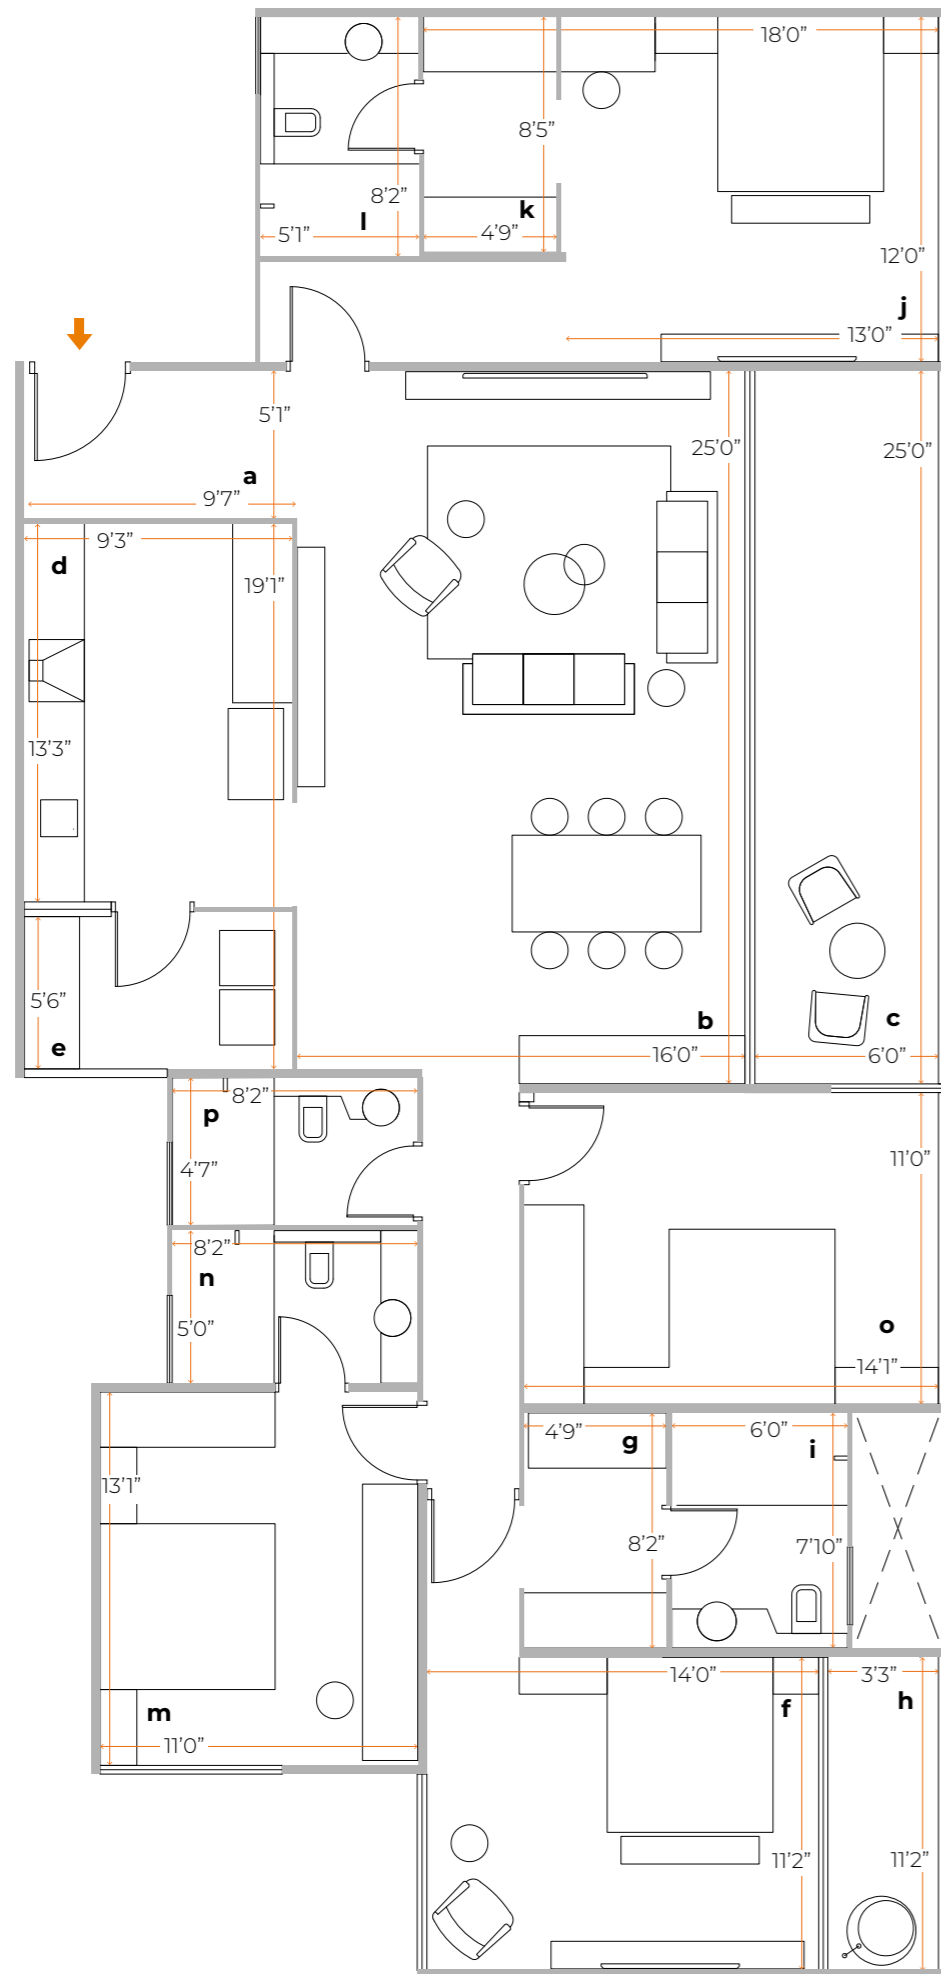 18’0”
8’5”
8’2”
k
l
5’1”
4’9”
12’0”
j
13’0”
5’1”
25’0”
25’0”
a
9’7”
9’3”
d
19’1”
13’3”
5’6”
b
c
e
16’0”
6’0”
8’2”
p
11’0”
4’7”
8’2”
n
5’0”
o
14’1”
4’9”
g
6’0”
i
13’1”
8’2”
7’10”
14’0”
3’3”
f
h
m
11’0”
11’2”
11’2”